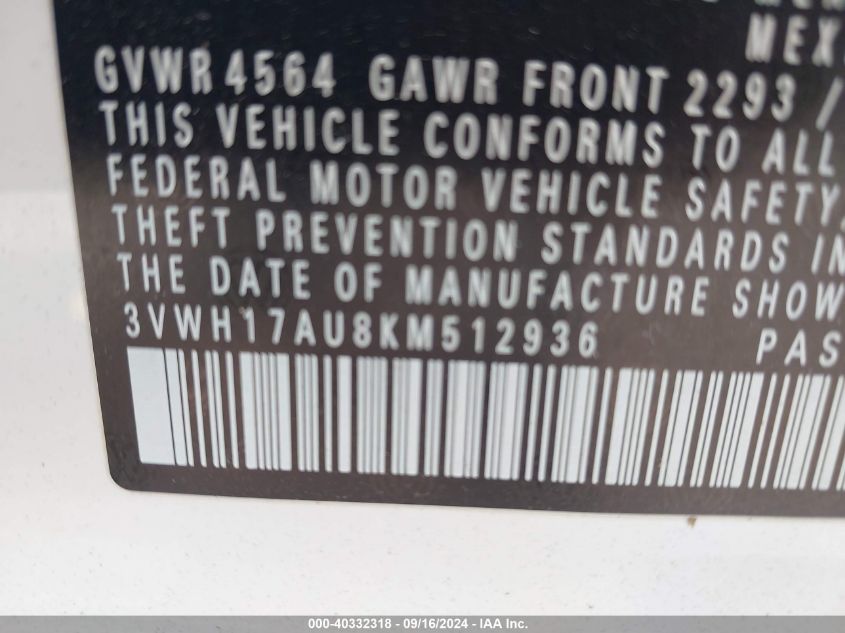 MEX
GVWR 4564 GAWR FRONT 2293 /
THIS VEHICLE CONFORMS TO ALL
FEDERAL MOTOR VEHICLE SAFETY,
THEFT PREVENTION STANDARDS IN
THE DATE OF MANUFACTURE SHOW
3VWH17AU8KM512936 PAS
000-40332318 - 09/16/2024 - IAA Inc.